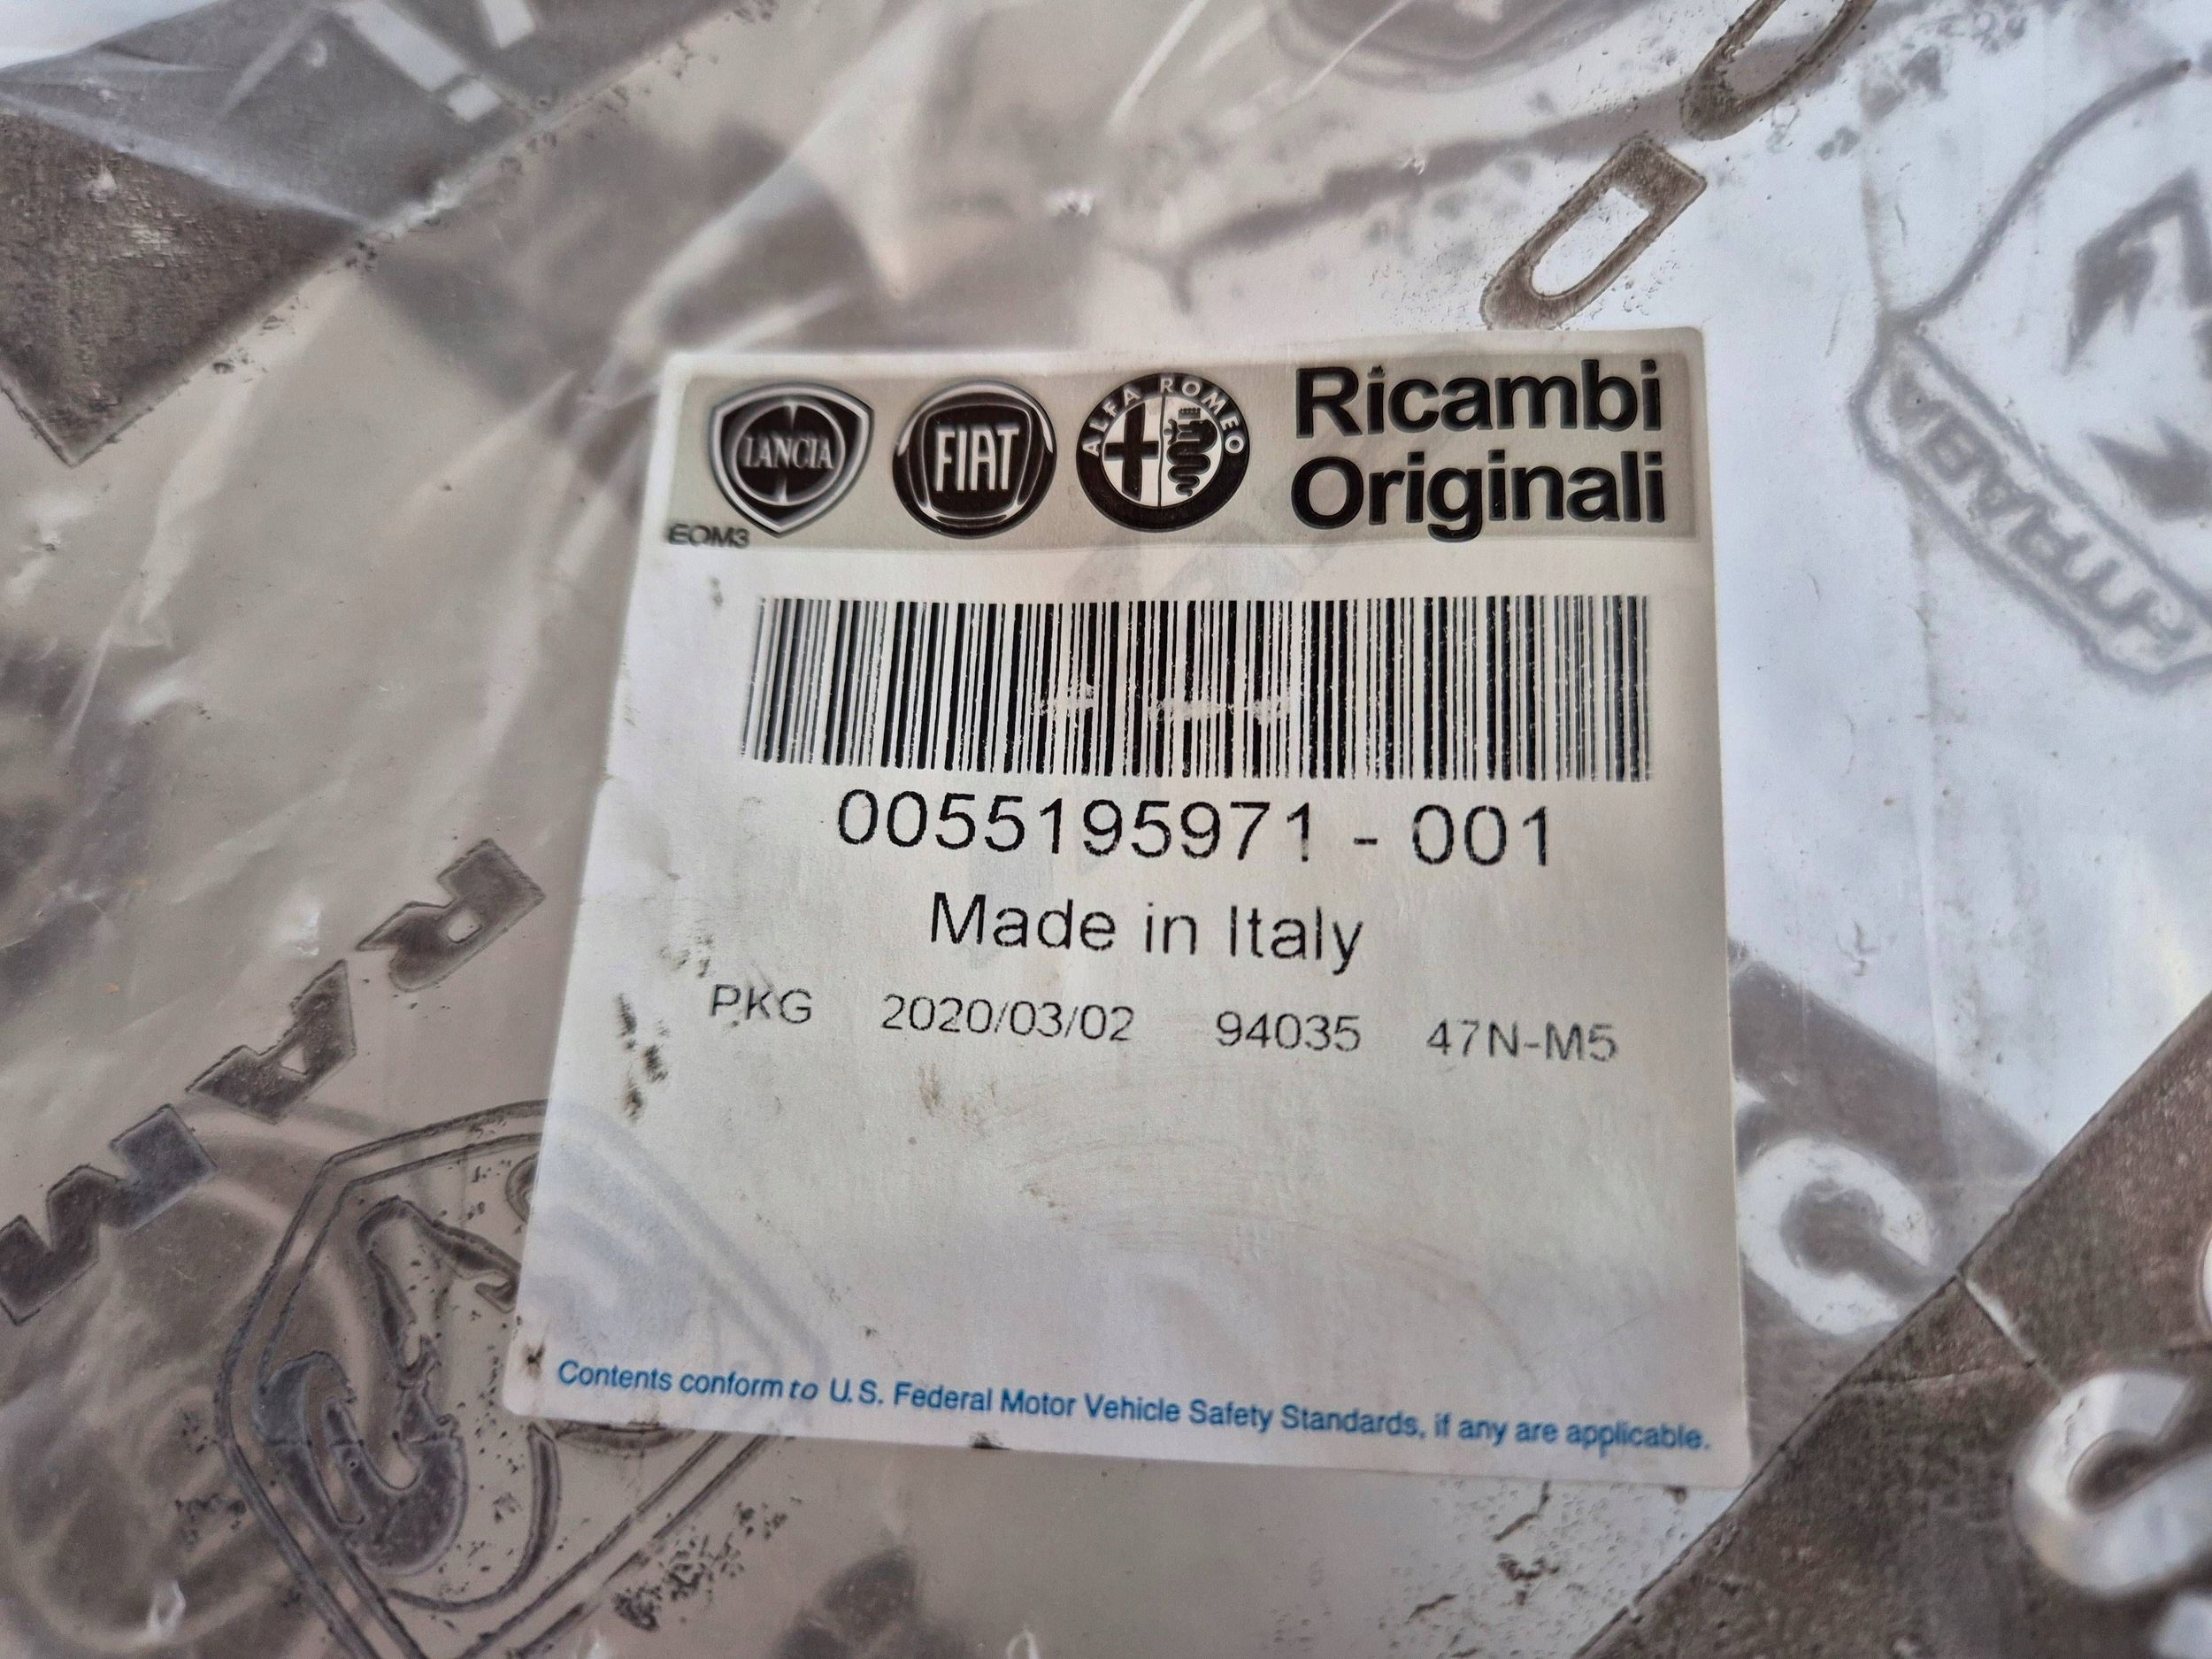 LANCIA FIAT ALFA ROMEO Ricambi
Originali
EOM3
0055195971 - 001
Made in Italy
PKG 2020/03/02 94035 47N-M5
Contents conform to U.S. Federal Motor Vehicle Safety Standards, if any are applicable.